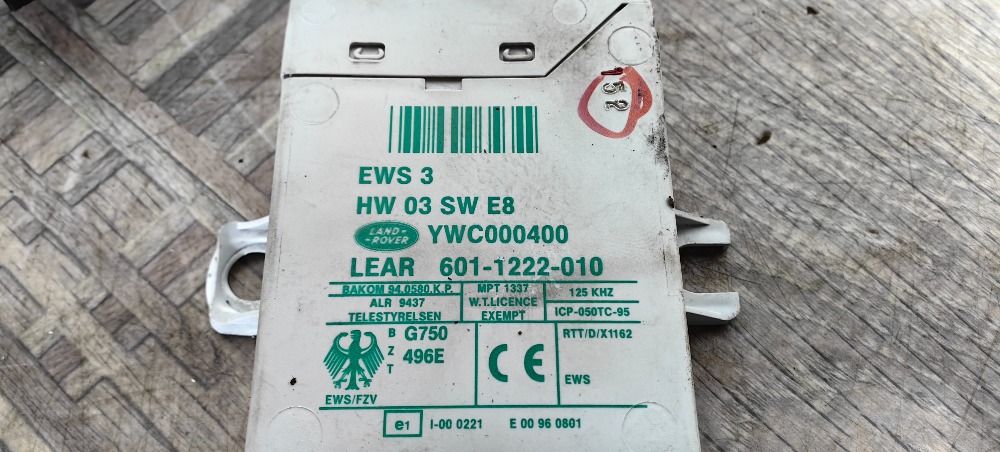 152
EWS 3
HW 03 SW E8
LAND-
-ROVER
YWC000400
LEAR 601-1222-010
BAKOM 94.0580.K.P.
ALR 9437
TELESTYRELSEN
MPT 1337
W.T.LICENCE
EXEMPT
125 KHZ
ICP-050TC-95
BZT
G750
496E
EWS/FZV
CE
RTT/D/X1162
EWS
e1
I-00 0221
E 00 96 0801